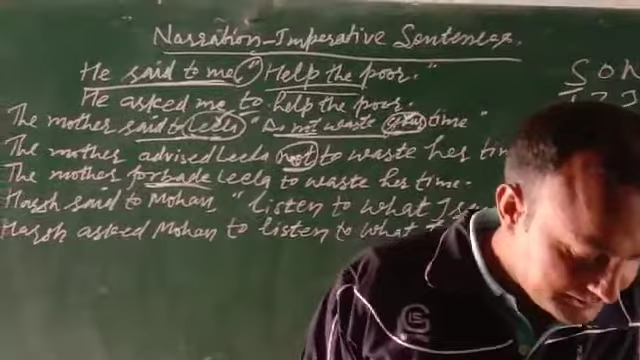 Narration-Imperative Sentences.
He said to me, "Help the poor."
He asked me to help the poor.
The mother said to Leela "Do not waste your time"
The mother advised Leela not to waste her
The mother forbade Leela to waste her time.
Harsh said to Mohan, "Listen to what I
Harsh asked Mohan to listen to what
SON
123